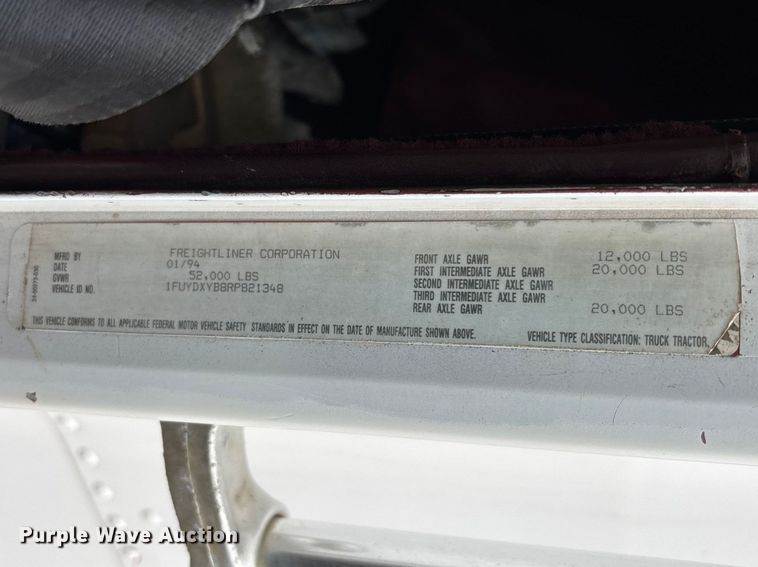 MFRD BY FREIGHTLINER CORPORATION
DATE 01/94
GVWR 52,000 LBS
VEHICLE ID NO. 1FUYDXYB8RP821348
FRONT AXLE GAWR 12,000 LBS
FIRST INTERMEDIATE AXLE GAWR 20,000 LBS
SECOND INTERMEDIATE AXLE GAWR
THIRD INTERMEDIATE AXLE GAWR
REAR AXLE GAWR 20,000 LBS
THIS VEHICLE CONFORMS TO ALL APPLICABLE FEDERAL MOTOR VEHICLE SAFETY STANDARDS IN EFFECT ON THE DATE OF MANUFACTURE SHOWN ABOVE.
VEHICLE TYPE CLASSIFICATION: TRUCK TRACTOR
Purple Wave Auction